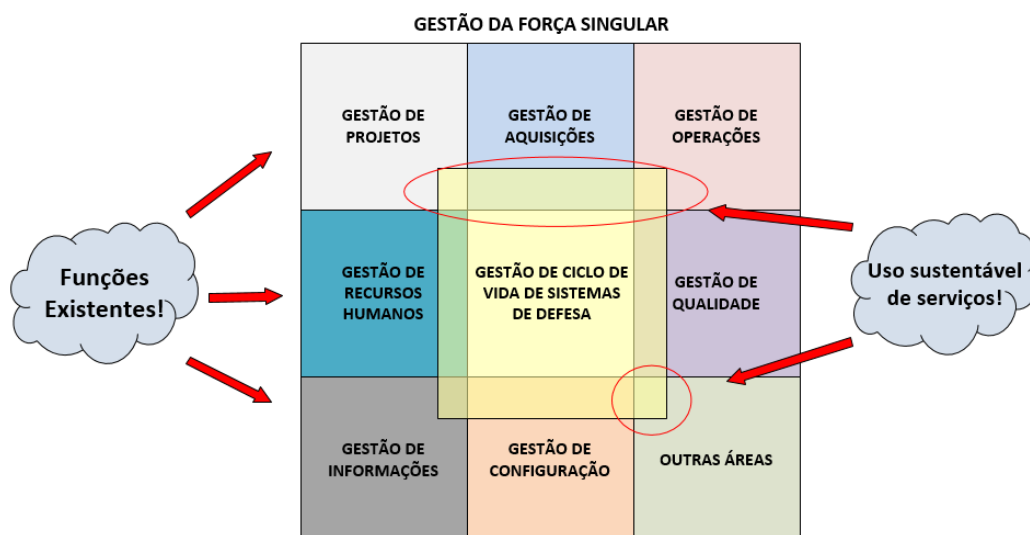 GESTÃO DA FORÇA SINGULAR
GESTÃO DE
PROJETOS
GESTÃO DE
AQUISIÇÕES
GESTÃO DE
OPERAÇÕES
Funções
Existentes!
GESTÃO DE
RECURSOS
HUMANOS
GESTÃO DE CICLO DE
VIDA DE SISTEMAS
DE DEFESA
GESTÃO DE
QUALIDADE
Uso sustentável
de serviços!
GESTÃO DE
INFORMAÇÕES
GESTÃO DE
CONFIGURAÇÃO
OUTRAS ÁREAS